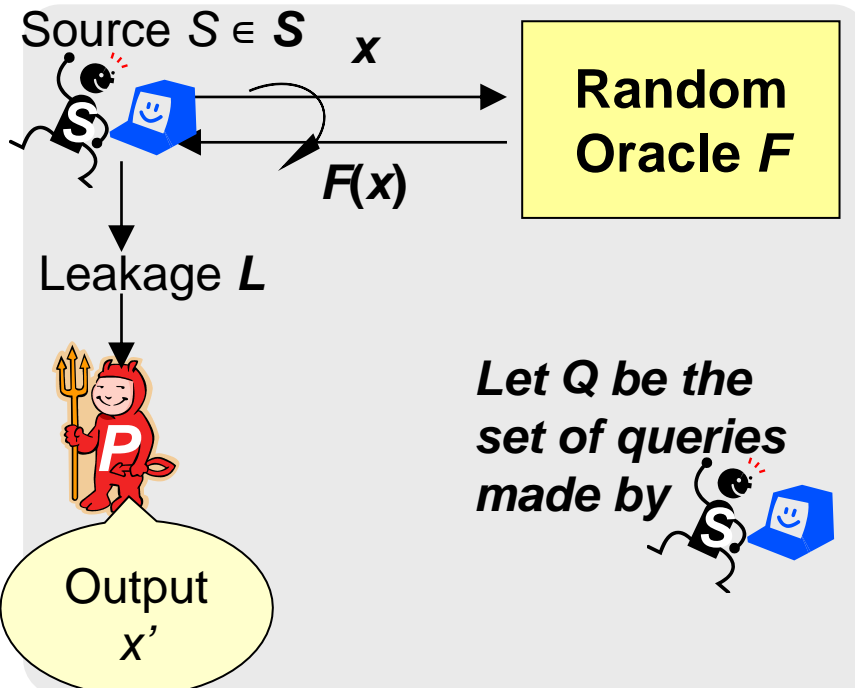 Source S ∈ S
x
Random
Oracle F
S
F(x)
Leakage L
P
Let Q be the
set of queries
made by
S
Output
x’